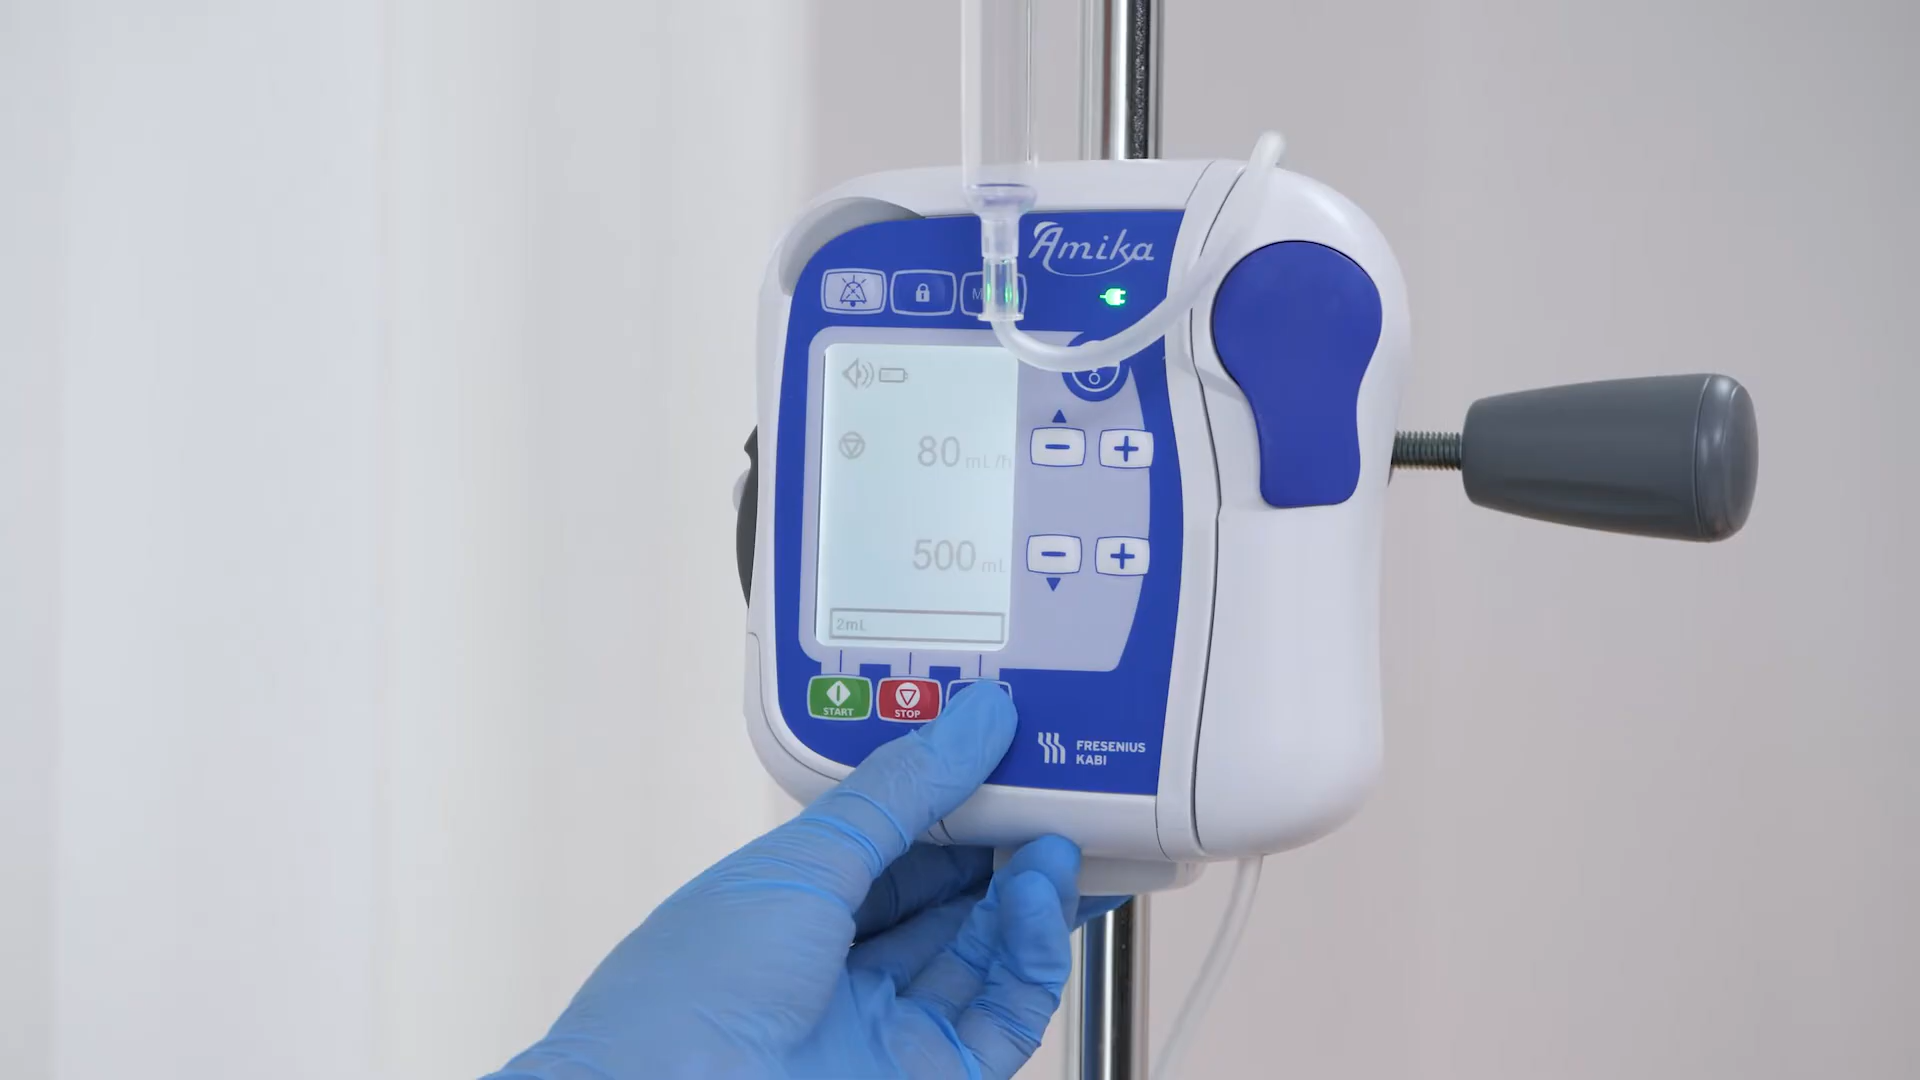 Amika
80 mL/h
500 mL
2mL
START
STOP
FRESENIUS
KABI